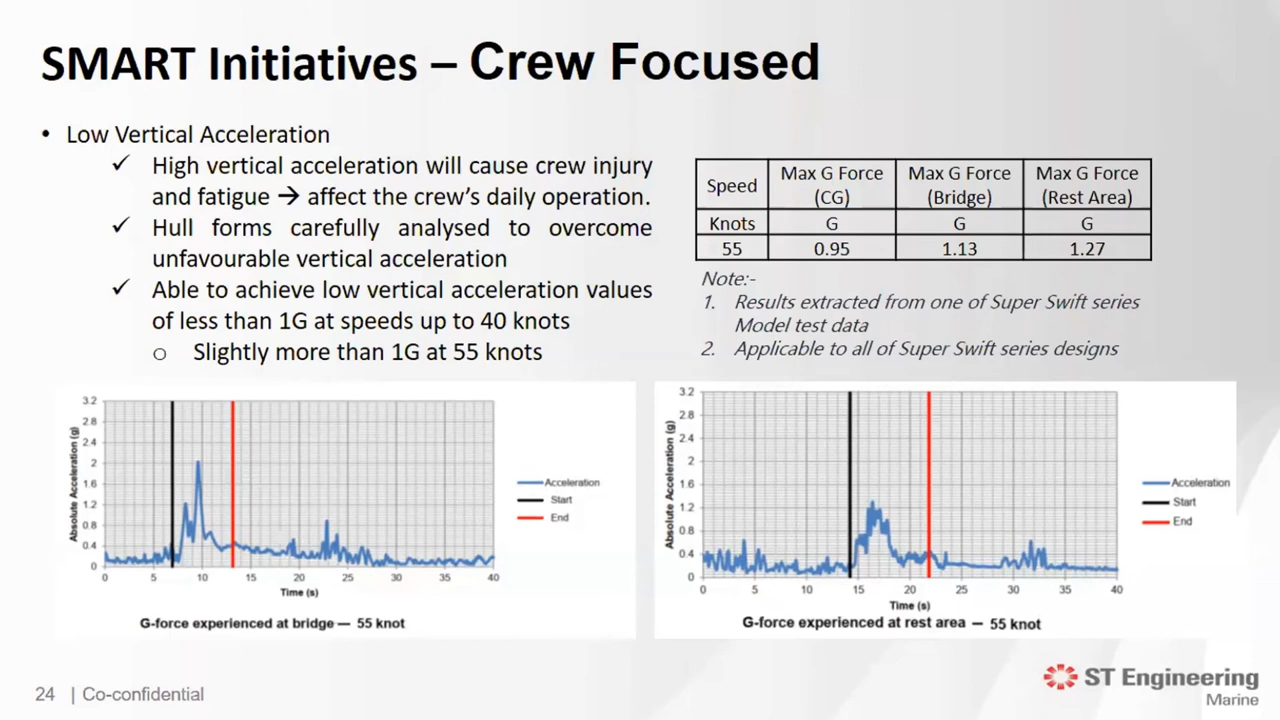 SMART Initiatives – Crew Focused
• Low Vertical Acceleration
✓ High vertical acceleration will cause crew injury
and fatigue → affect the crew's daily operation.
✓ Hull forms carefully analysed to overcome
unfavourable vertical acceleration
✓ Able to achieve low vertical acceleration values
of less than 1G at speeds up to 40 knots
o Slightly more than 1G at 55 knots
Speed
Max G Force
(CG)
Max G Force
(Bridge)
Max G Force
(Rest Area)
Knots G G G
55 0.95 1.13 1.27
Note:-
1. Results extracted from one of Super Swift series
Model test data
2. Applicable to all of Super Swift series designs
Absolute Acceleration (g)
3.2
2.8
2.4
2
1.6
1.2
0.8
0.4
0
0 5 10 15 20 25 30 35 40
Time (s)
Acceleration
Start
End
G-force experienced at bridge — 55 knot
Absolute Acceleration (g)
3.2
2.8
2.4
2
1.6
1.2
0.8
0.4
0
0 5 10 15 20 25 30 35 40
Time (s)
Acceleration
Start
End
G-force experienced at rest area — 55 knot
24 | Co-confidential
ST Engineering
Marine